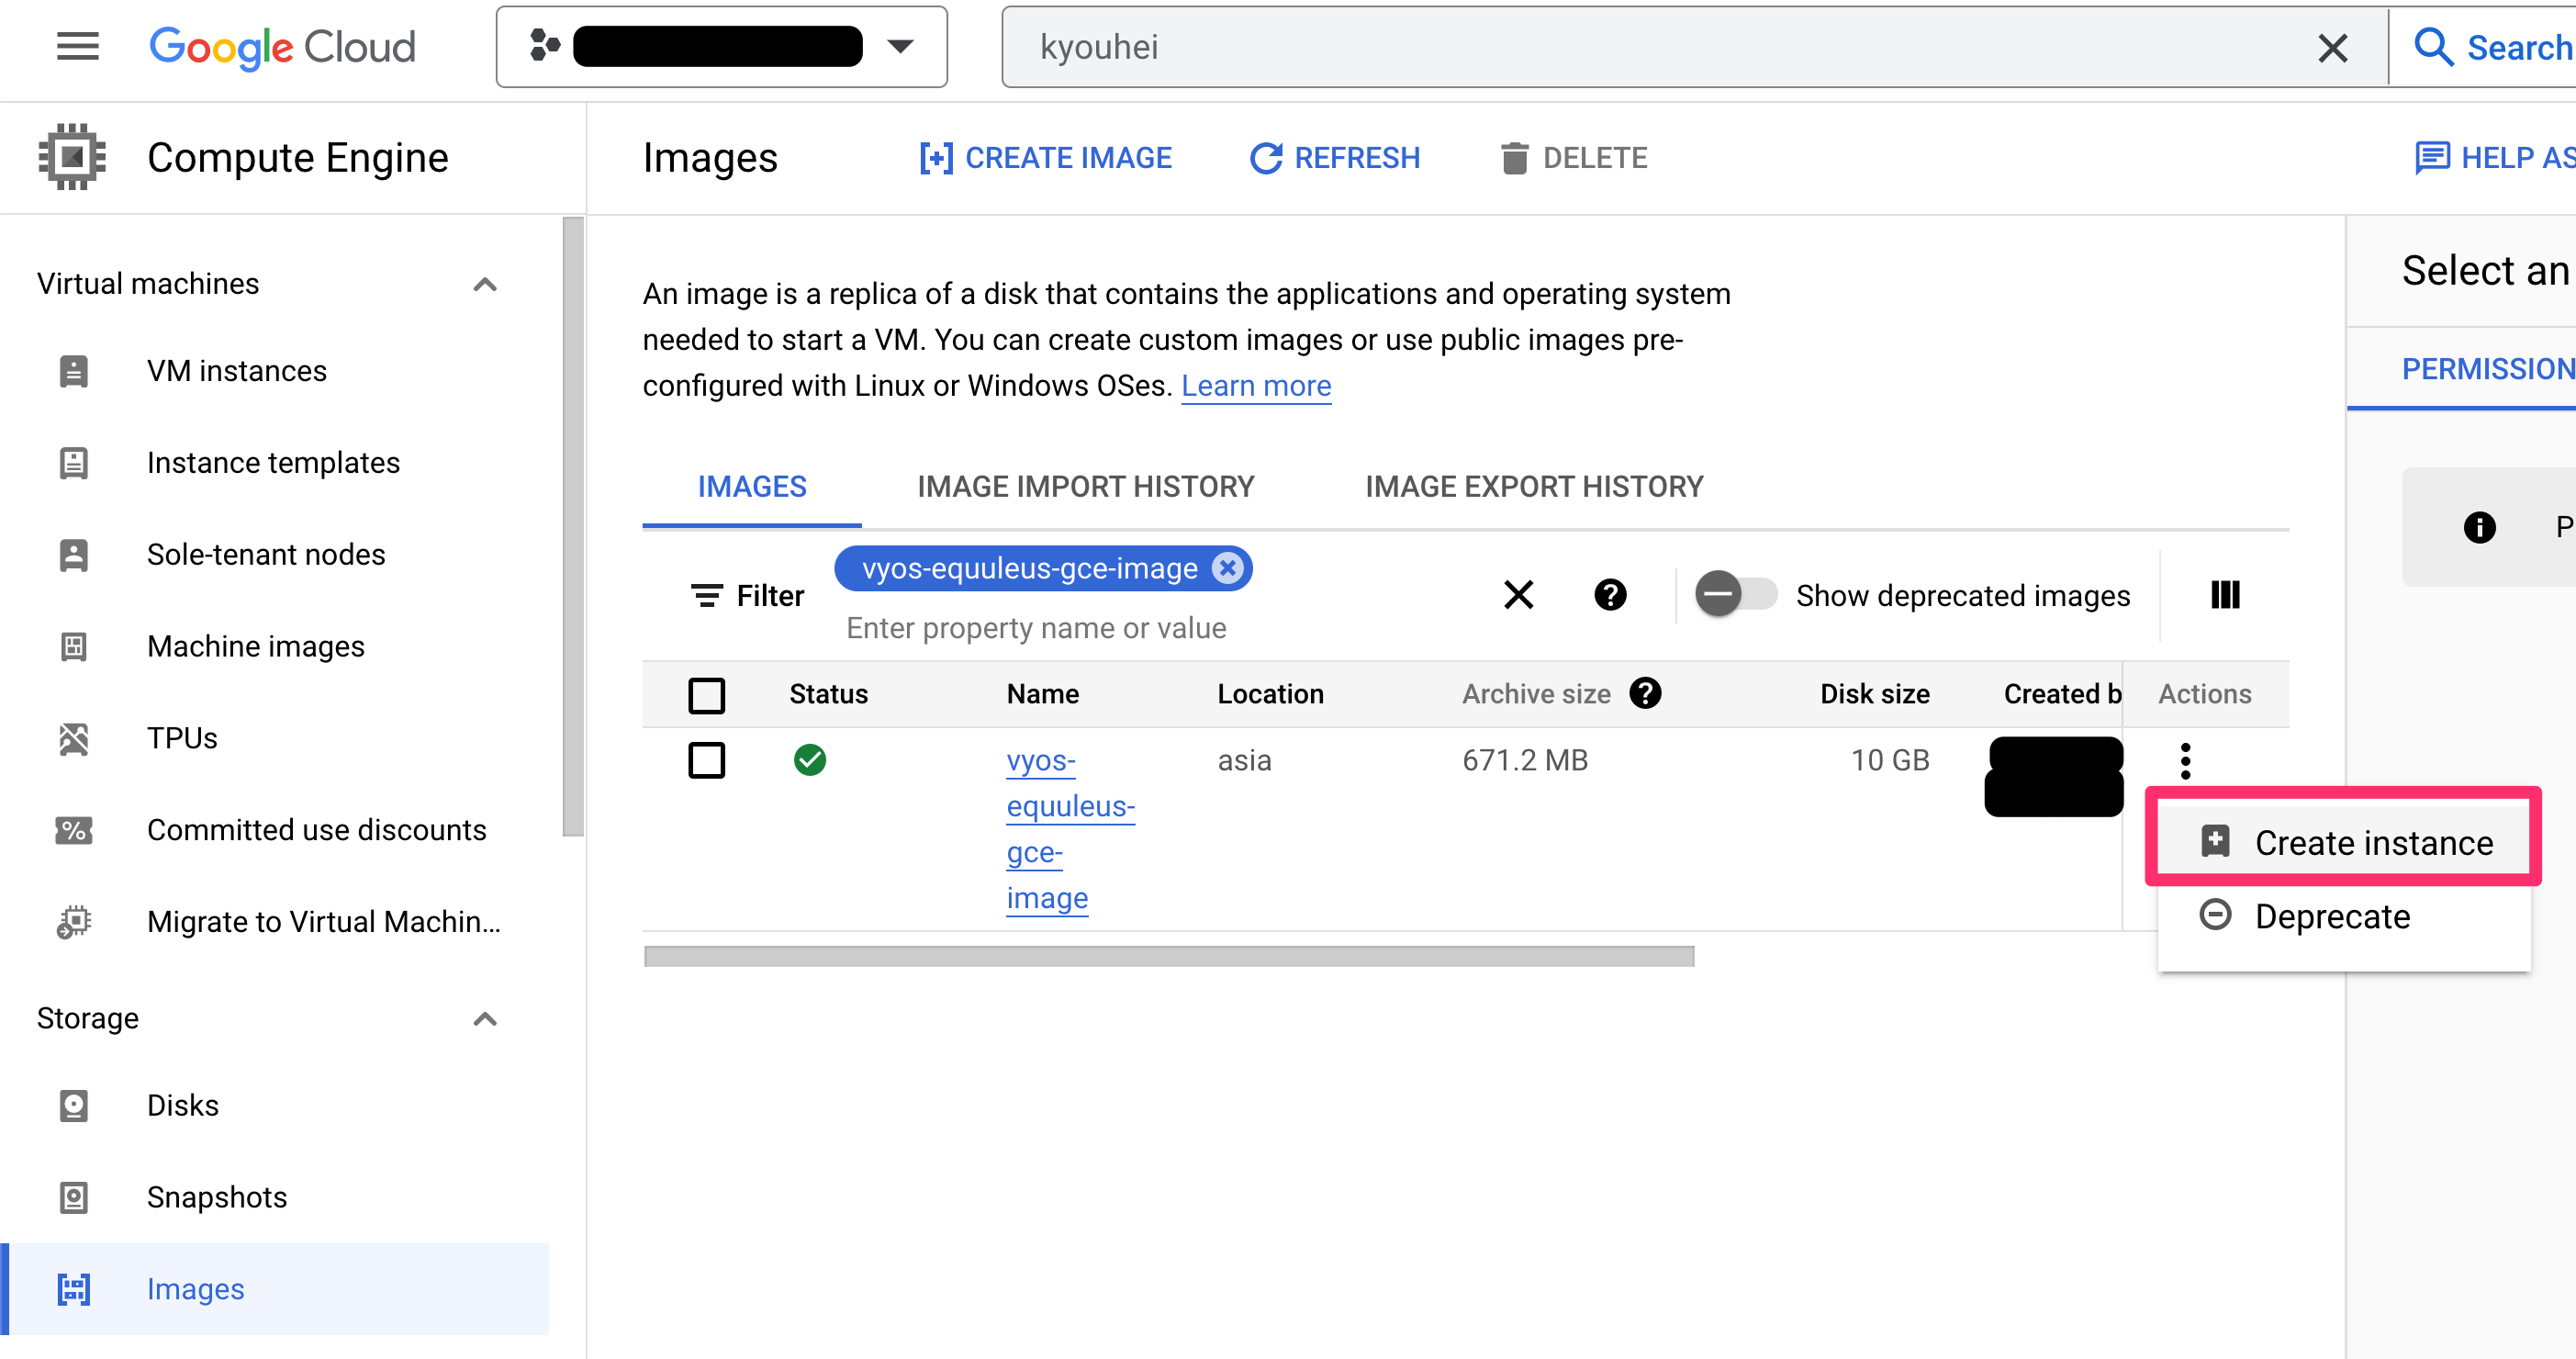 Google Cloud
kyouhei
Search
Compute Engine
Images
CREATE IMAGE
REFRESH
DELETE
HELP AS
Virtual machines
VM instances
Instance templates
Sole-tenant nodes
Machine images
TPUs
Committed use discounts
Migrate to Virtual Machin...
Storage
Disks
Snapshots
Images
An image is a replica of a disk that contains the applications and operating system
needed to start a VM. You can create custom images or use public images pre-
configured with Linux or Windows OSes. Learn more
IMAGES
IMAGE IMPORT HISTORY
IMAGE EXPORT HISTORY
Filter
vyos-equuleus-gce-image
Enter property name or value
Show deprecated images
Status
Name
Location
Archive size
Disk size
Created b
Actions
vyos-
equuleus-
gce-
image
asia
671.2 MB
10 GB
Create instance
Deprecate
Select an
PERMISSION
P